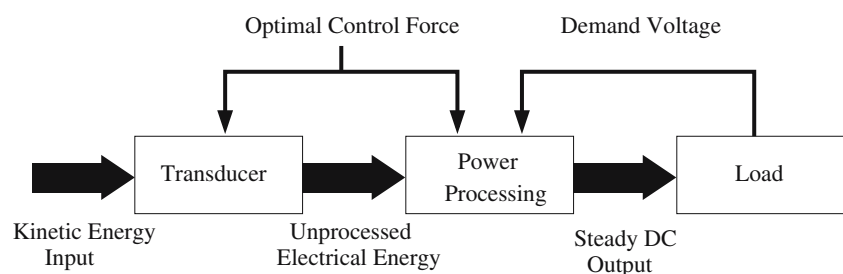 Optimal Control Force
Demand Voltage
Transducer
Power
Processing
Load
Kinetic Energy
Input
Unprocessed
Electrical Energy
Steady DC
Output